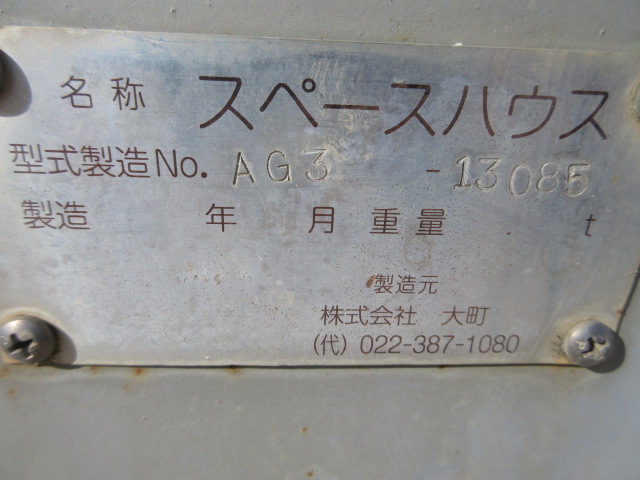 名称 スペースハウス
型式製造No. AG3 -13085
製造 年 月 重量 t
製造元
株式会社 大町
(代) 022-387-1080